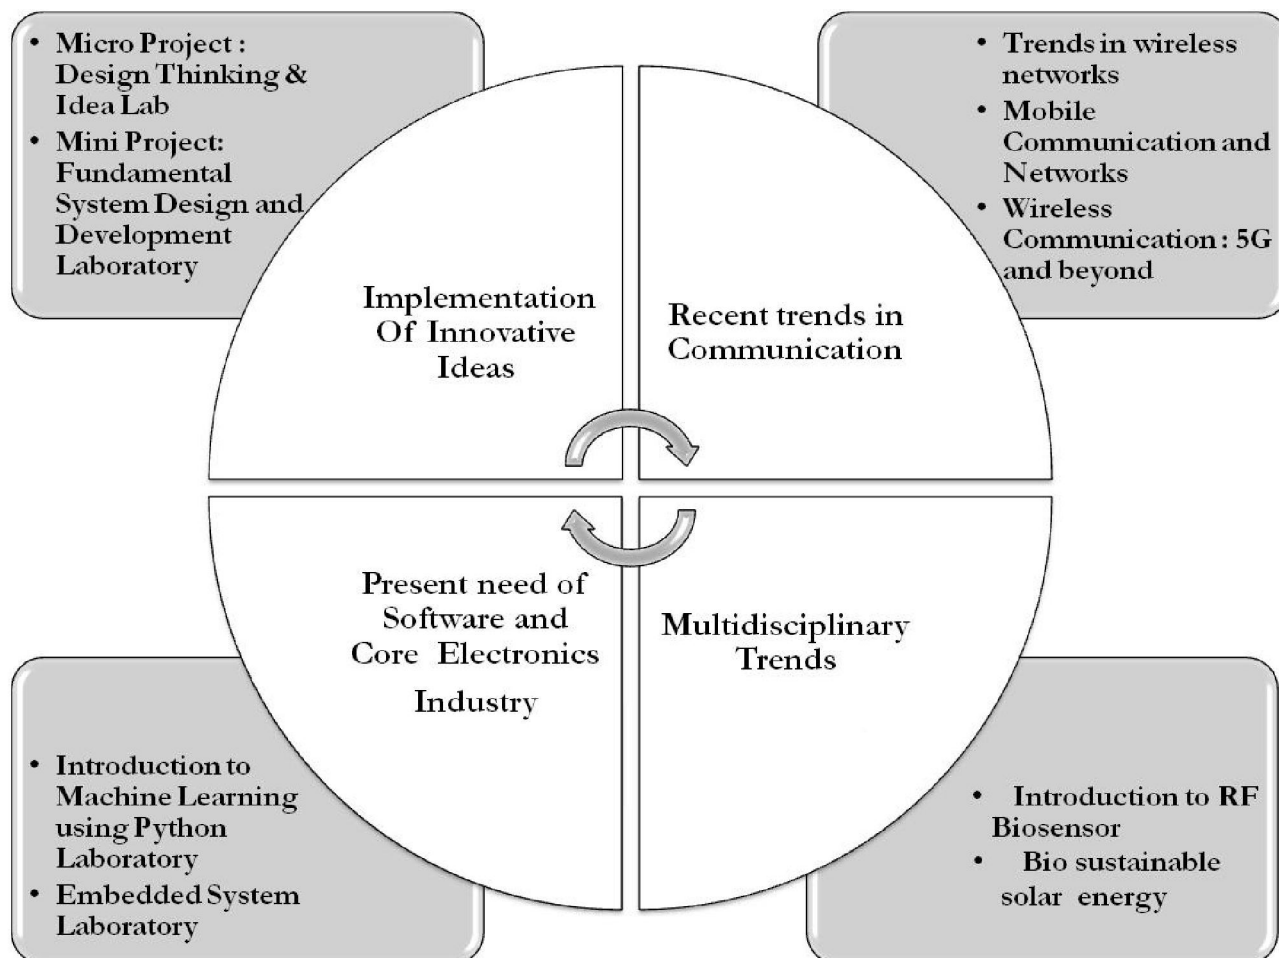 • Micro Project :
Design Thinking &
Idea Lab
• Mini Project:
Fundamental
System Design and
Development
Laboratory
• Trends in wireless
networks
• Mobile
Communication and
Networks
• Wireless
Communication : 5G
and beyond
Implementation
Of Innovative
Ideas
Recent trends in
Communication
Present need of
Software and
Core Electronics
Industry
Multidisciplinary
Trends
• Introduction to
Machine Learning
using Python
Laboratory
• Embedded System
Laboratory
• Introduction to RF
Biosensor
• Bio sustainable
solar energy